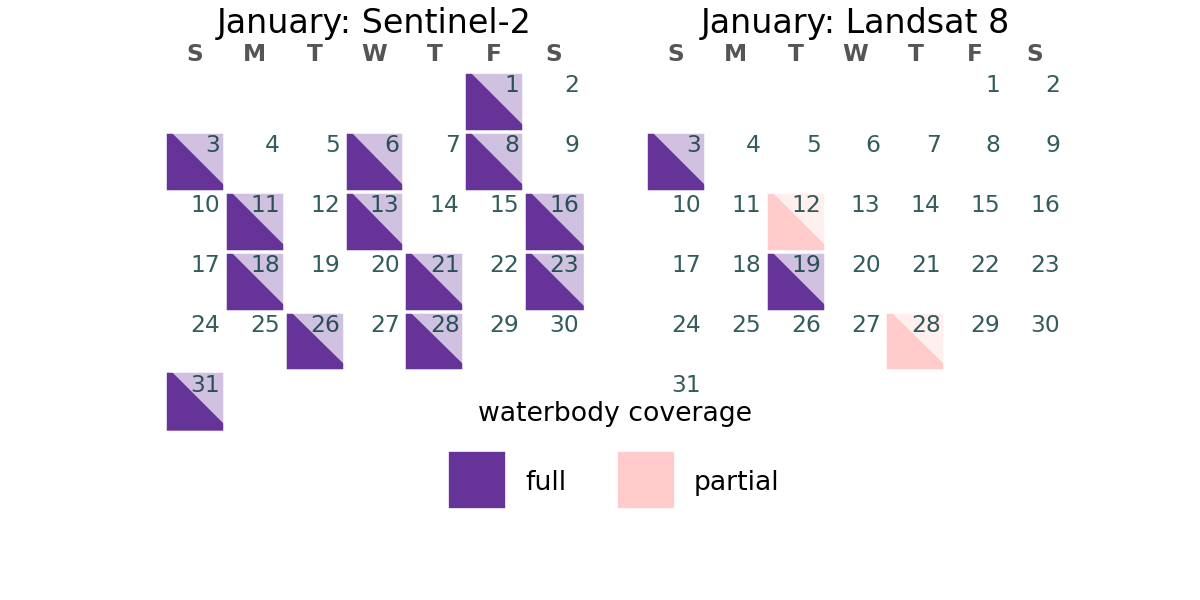 January: Sentinel-2
S M T W T F S
1 2
3 4 5 6 7 8 9
10 11 12 13 14 15 16
17 18 19 20 21 22 23
24 25 26 27 28 29 30
31
January: Landsat 8
S M T W T F S
1 2
3 4 5 6 7 8 9
10 11 12 13 14 15 16
17 18 19 20 21 22 23
24 25 26 27 28 29 30
31
waterbody coverage
full partial